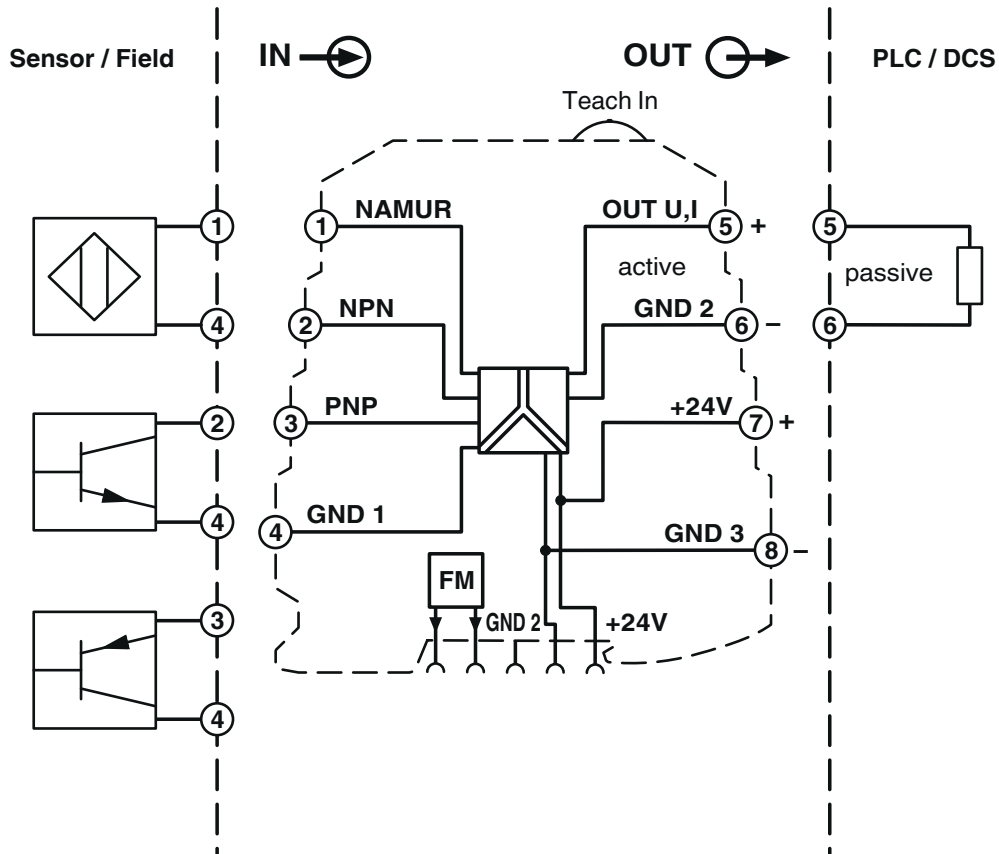 Sensor / Field
IN
OUT
PLC / DCS
Teach In
1
4
2
4
3
4
1
NAMUR
2
NPN
3
PNP
4
GND 1
OUT U,I
5 +
active
GND 2
6 –
+24V
7 +
GND 3
8 –
FM
GND 2
+24V
5
passive
6